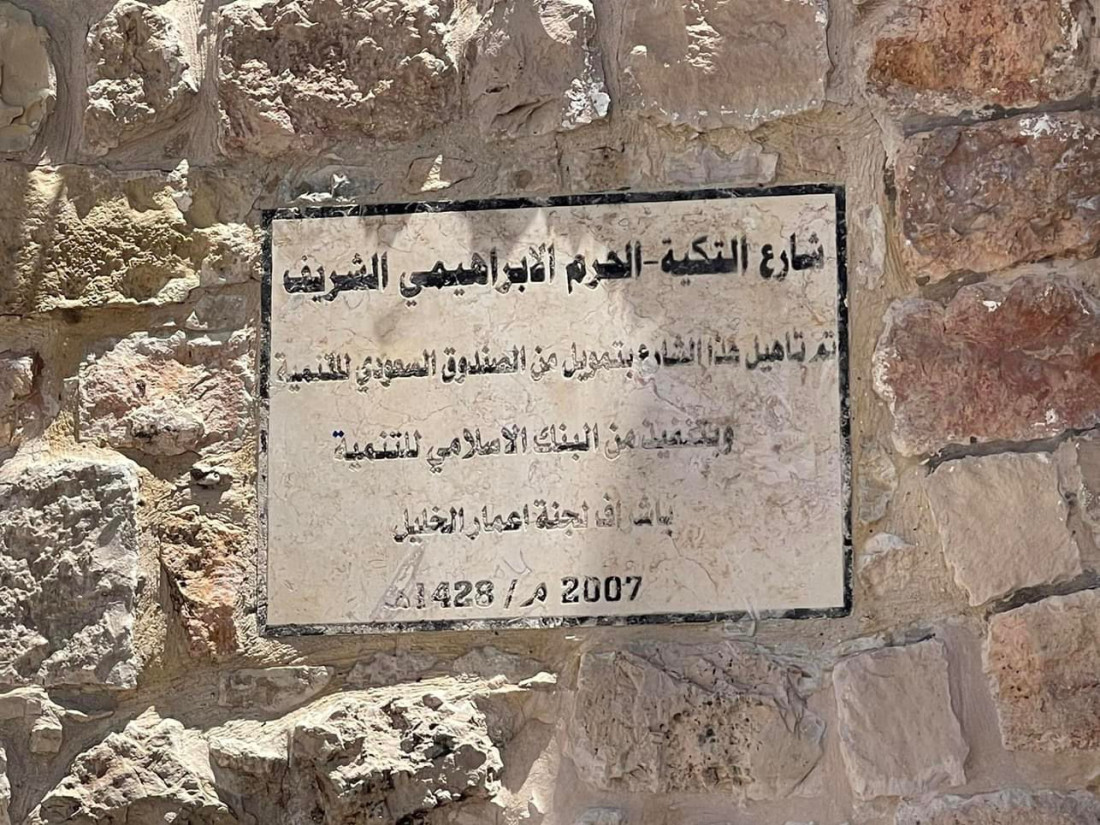 شارع التكية-الحرم الابراهيمي الشريف
تم تاهيل هذا الشارع بتمويل من الصندوق السعودي للتنمية
وبتنفيذ من البنك الاسلامي للتنمية
باشراف لجنة اعمار الخليل
2007 م / 1428هـ